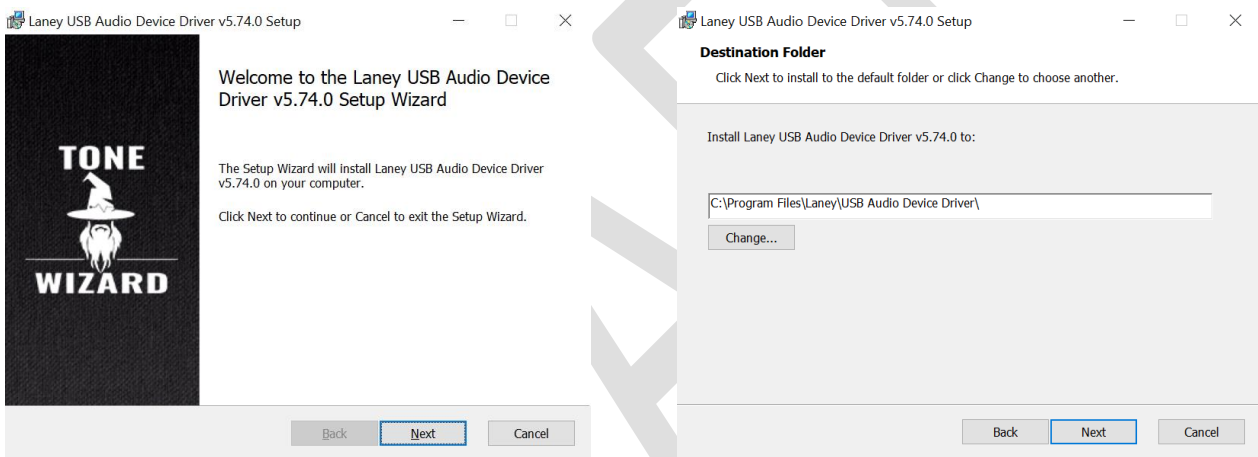 Laney USB Audio Device Driver v5.74.0 Setup
TONE
WIZARD
Welcome to the Laney USB Audio Device
Driver v5.74.0 Setup Wizard
The Setup Wizard will install Laney USB Audio Device Driver
v5.74.0 on your computer.
Click Next to continue or Cancel to exit the Setup Wizard.
Back
Next
Cancel
Laney USB Audio Device Driver v5.74.0 Setup
Destination Folder
Click Next to install to the default folder or click Change to choose another.
Install Laney USB Audio Device Driver v5.74.0 to:
C:\Program Files\Laney\USB Audio Device Driver\
Change...
Back
Next
Cancel